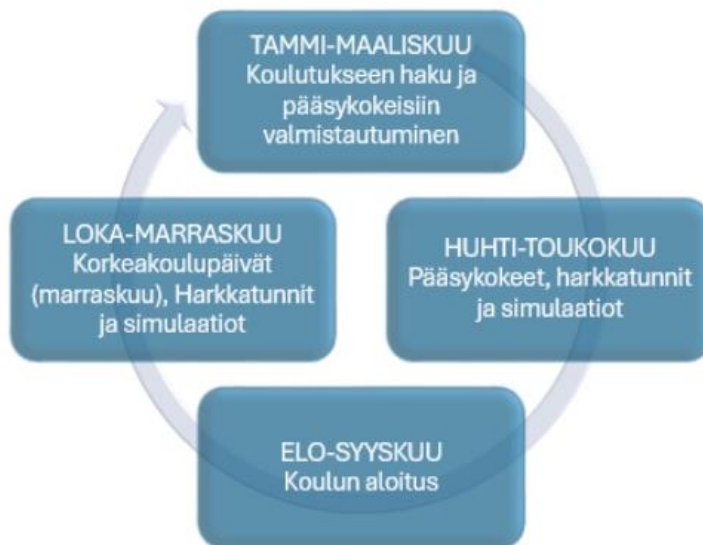 TAMMI-MAALISKUU
Koulutukseen haku ja
pääsykokeisiin
valmistautuminen
LOKA-MARRASKUU
Korkeakoulupäivät
(marraskuu), Harkkatunnit
ja simulaatiot
HUHTI-TOUKOKUU
Pääsykokeet, harkkatunnit
ja simulaatiot
ELO-SYYSKUU
Koulun aloitus